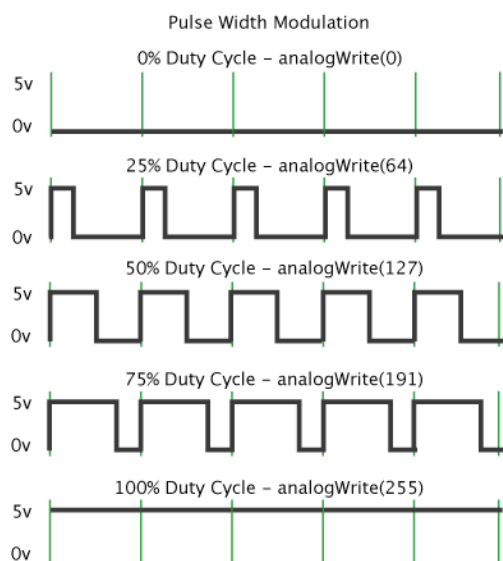 Pulse Width Modulation
0% Duty Cycle – analogWrite(0)
5v
0v
25% Duty Cycle – analogWrite(64)
5v
0v
50% Duty Cycle – analogWrite(127)
5v
0v
75% Duty Cycle – analogWrite(191)
5v
0v
100% Duty Cycle – analogWrite(255)
5v
0v